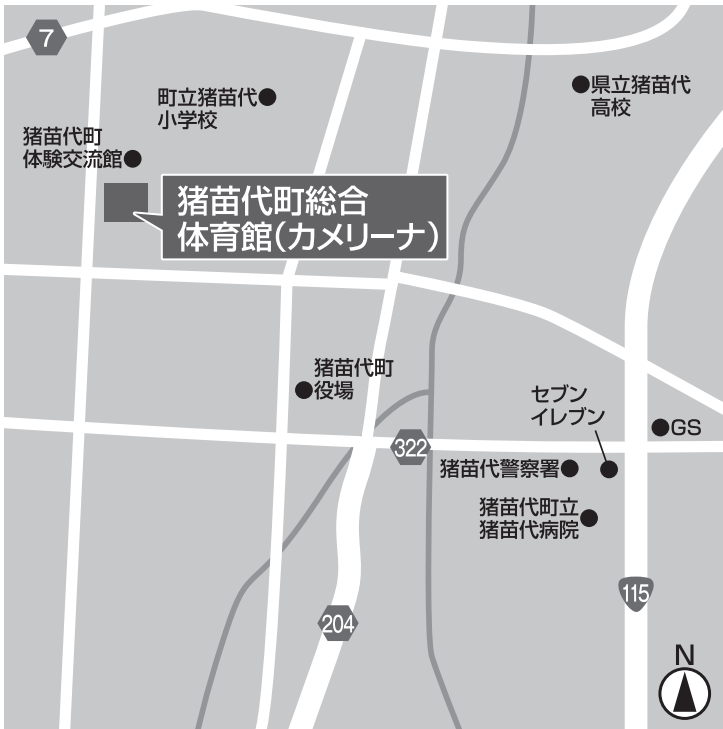 7
町立猪苗代
小学校
県立猪苗代
高校
猪苗代町
体験交流館
猪苗代町総合
体育館(カメリーナ)
猪苗代町
役場
セブン
イレブン
GS
322
猪苗代警察署
猪苗代町立
猪苗代病院
115
204
N